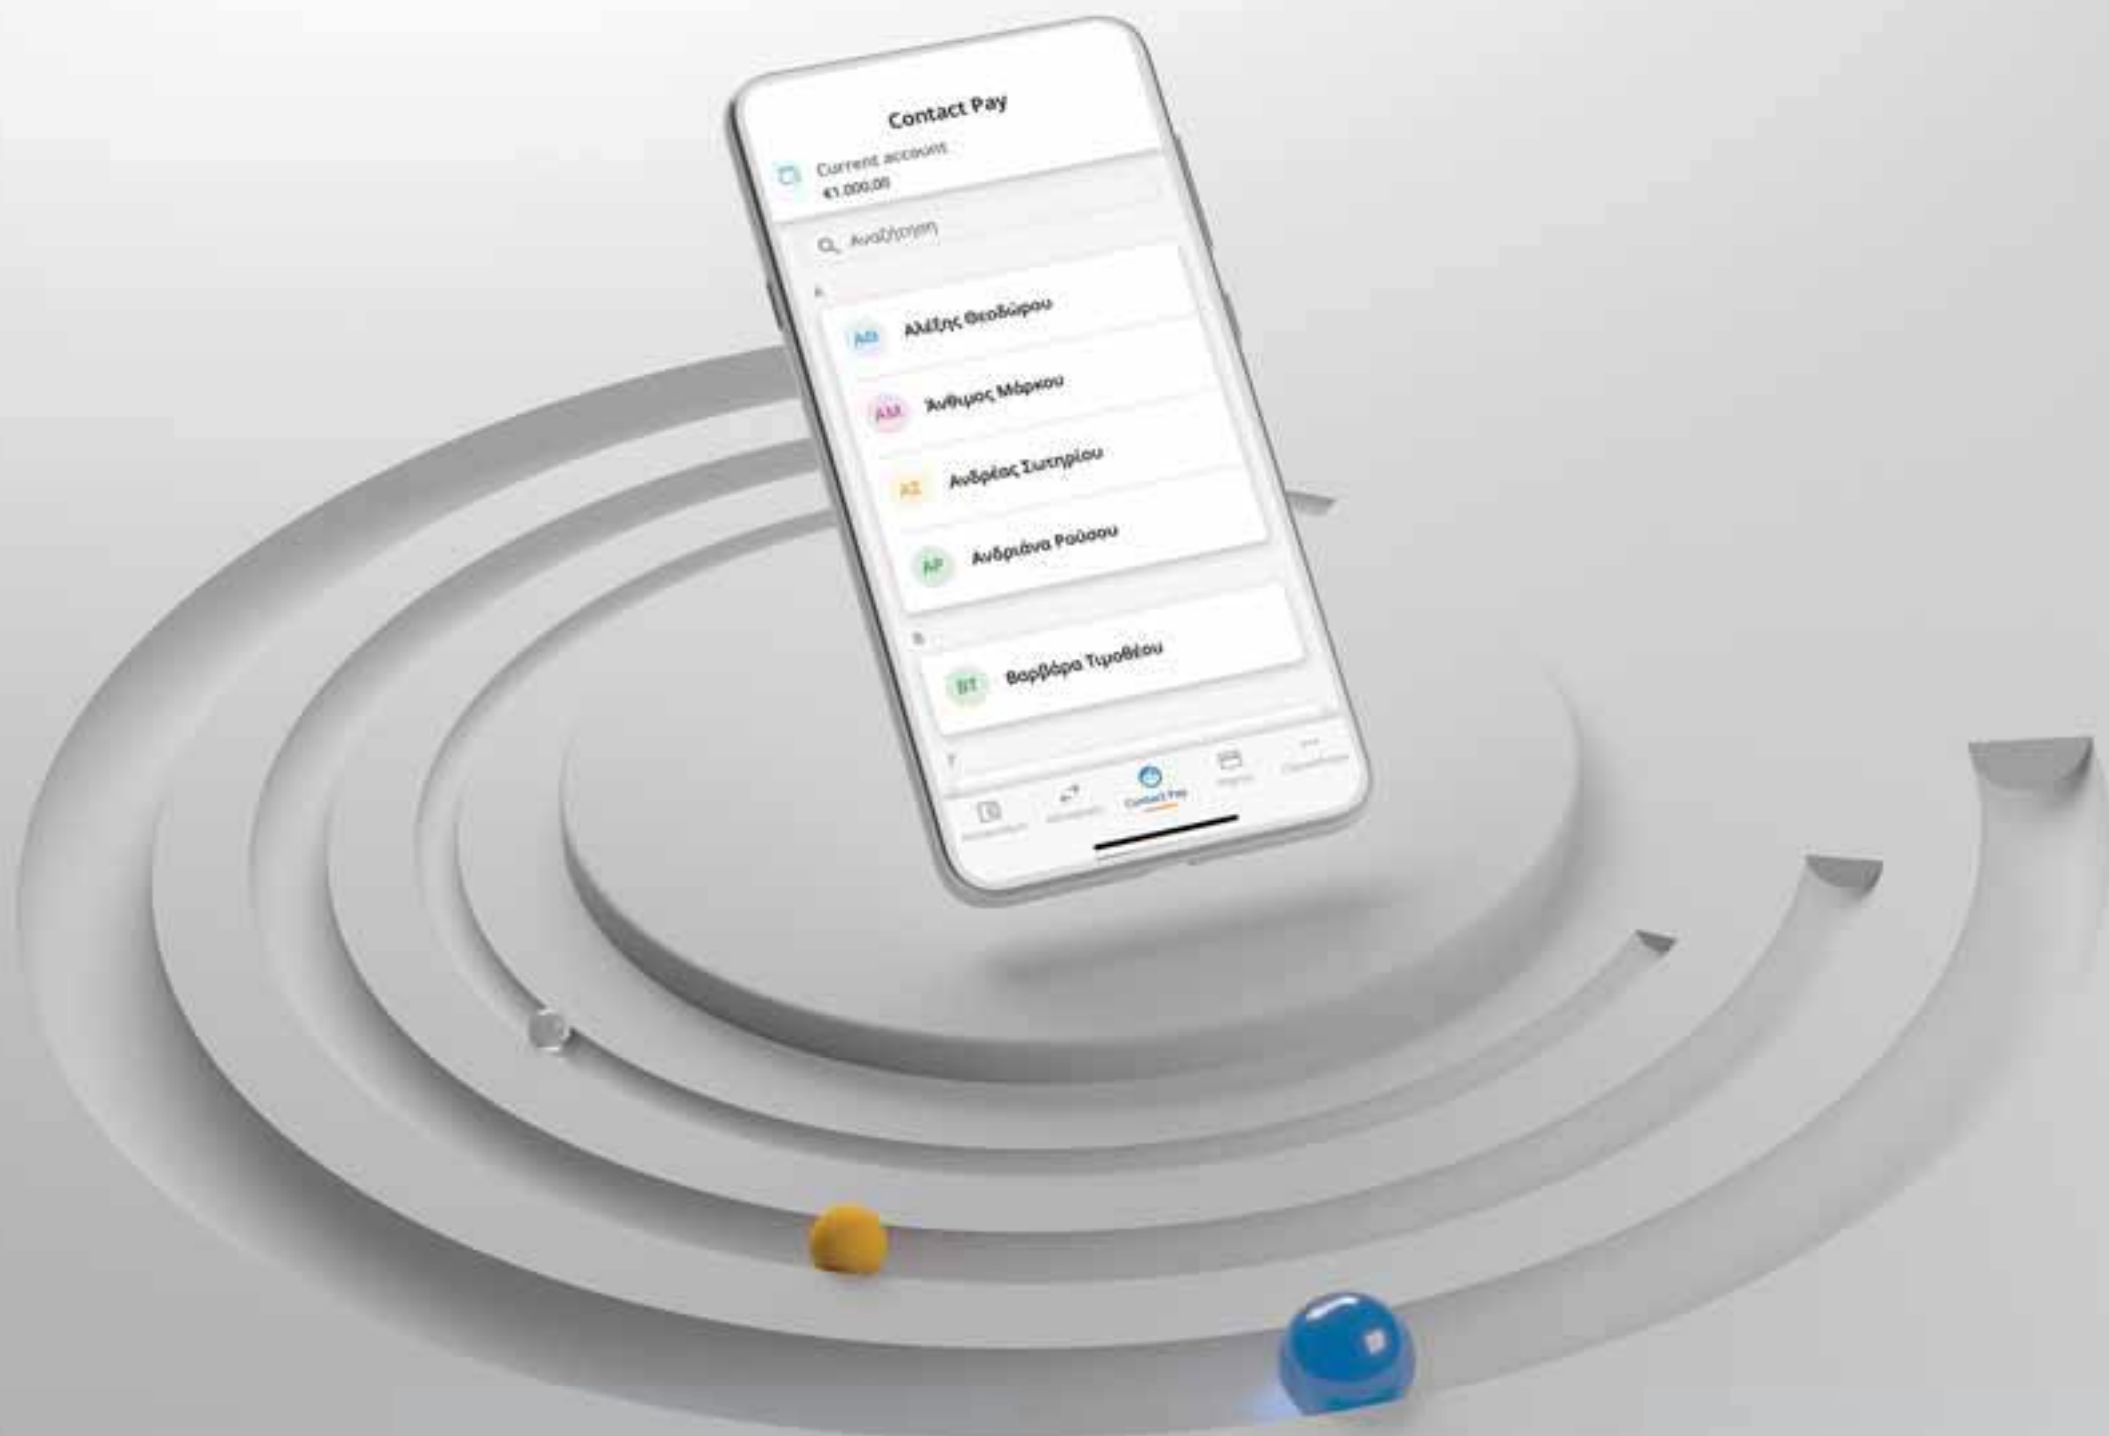 Contact Pay
Current account
€1.000,00
Αναζήτηση
A
ΑΘ Αλέξης Θεοδώρου
ΑΜ Άνθιμος Μάρκου
ΑΣ Ανδρέας Σωτηρίου
ΑΡ Ανδριάνα Ρούσου
Β
ΒΤ Βαρβάρα Τιμοθέου
Γ
Contact Pay